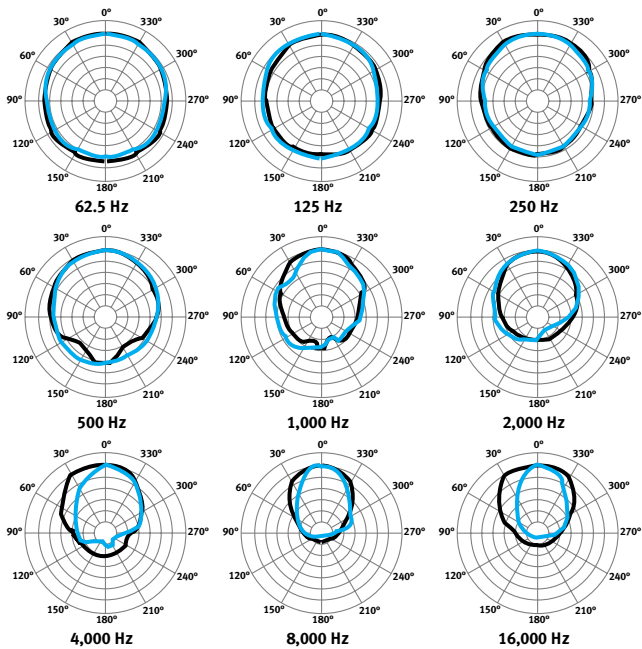 0° 0° 0°
30° 330° 30° 330° 30° 330°
60° 300° 60° 300° 60° 300°
90° 270° 90° 270° 90° 270°
120° 240° 120° 240° 120° 240°
150° 210° 150° 210° 150° 210°
180° 180° 180°
62.5 Hz 125 Hz 250 Hz
0° 0° 0°
30° 330° 30° 330° 30° 330°
60° 300° 60° 300° 60° 300°
90° 270° 90° 270° 90° 270°
120° 240° 120° 240° 120° 240°
150° 210° 150° 210° 150° 210°
180° 180° 180°
500 Hz 1,000 Hz 2,000 Hz
0° 0° 0°
30° 330° 30° 330° 30° 330°
60° 300° 60° 300° 60° 300°
90° 270° 90° 270° 90° 270°
120° 240° 120° 240° 120° 240°
150° 210° 150° 210° 150° 210°
180° 180° 180°
4,000 Hz 8,000 Hz 16,000 Hz